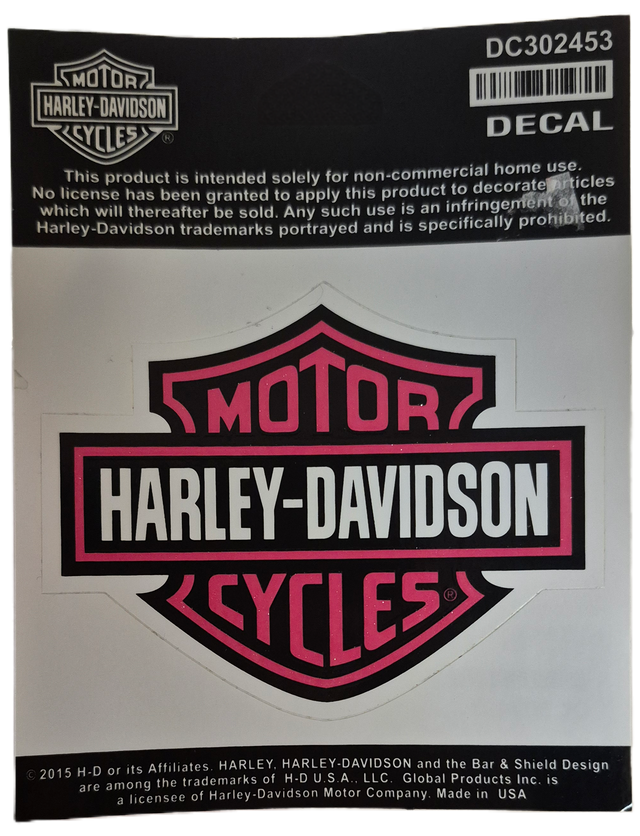 MOTOR
HARLEY-DAVIDSON
CYCLES ®
DC302453
DECAL
This product is intended solely for non-commercial home use.
No license has been granted to apply this product to decorate articles
which will thereafter be sold. Any such use is an infringement of the
Harley-Davidson trademarks portrayed and is specifically prohibited.
MOTOR
HARLEY-DAVIDSON
CYCLES ®
© 2015 H-D or its Affiliates. HARLEY, HARLEY-DAVIDSON and the Bar & Shield Design
are among the trademarks of H-D U.S.A., LLC. Global Products Inc. is
a licensee of Harley-Davidson Motor Company. Made in USA